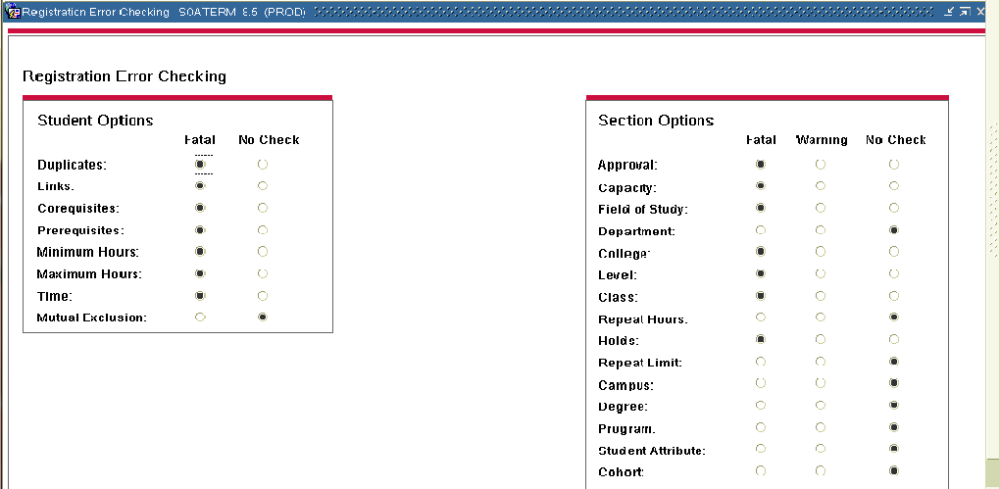 Registration Error Checking SOATERM 8.5 (PROD)
Registration Error Checking
Student Options
Fatal No Check
Duplicates:
Links:
Corequisites:
Prerequisites:
Minimum Hours:
Maximum Hours:
Time:
Mutual Exclusion:
Section Options
Fatal Warning No Check
Approval:
Capacity:
Field of Study:
Department:
College:
Level:
Class:
Repeat Hours:
Holds:
Repeat Limit:
Campus:
Degree:
Program:
Student Attribute:
Cohort: